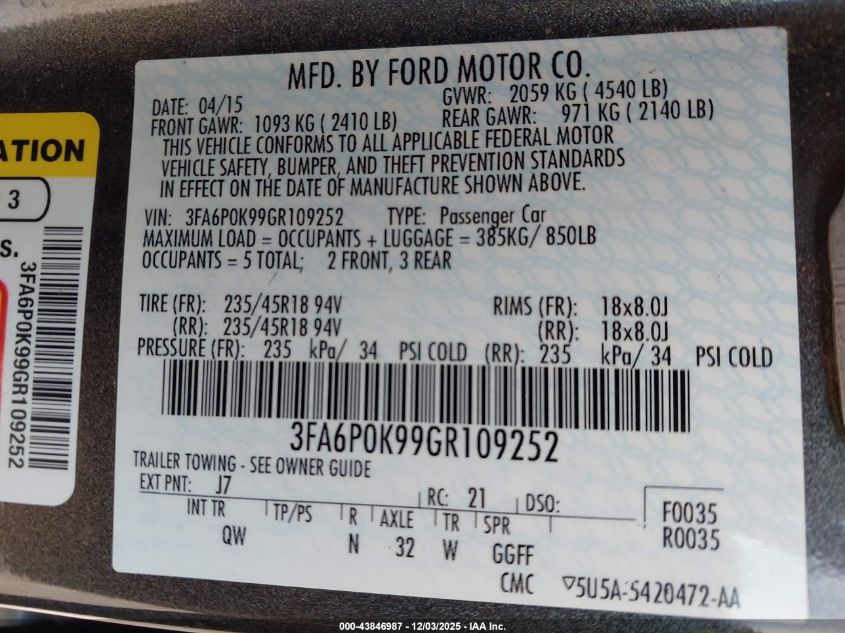 ATION
3
S.
3FA6P0K99GR109252
MFD. BY FORD MOTOR CO.
DATE: 04/15 GVWR: 2059 KG ( 4540 LB)
FRONT GAWR: 1093 KG ( 2410 LB) REAR GAWR: 971 KG ( 2140 LB)
THIS VEHICLE CONFORMS TO ALL APPLICABLE FEDERAL MOTOR
VEHICLE SAFETY, BUMPER, AND THEFT PREVENTION STANDARDS
IN EFFECT ON THE DATE OF MANUFACTURE SHOWN ABOVE.
VIN: 3FA6P0K99GR109252 TYPE: Passenger Car
MAXIMUM LOAD = OCCUPANTS + LUGGAGE = 385KG/ 850LB
OCCUPANTS = 5 TOTAL; 2 FRONT, 3 REAR
TIRE (FR): 235/45R18 94V RIMS (FR): 18x8.0J
(RR): 235/45R18 94V (RR): 18x8.0J
PRESSURE (FR): 235 kPa/ 34 PSI COLD (RR): 235 kPa/ 34 PSI COLD
3FA6P0K99GR109252
TRAILER TOWING - SEE OWNER GUIDE
EXT PNT: J7 RC: 21 DSO: F0035
INT TR TP/PS R AXLE TR SPR R0035
QW N 32 W GGFF
CMC ▽5U5A-5420472-AA
000-43846987 - 12/03/2025 - IAA Inc.